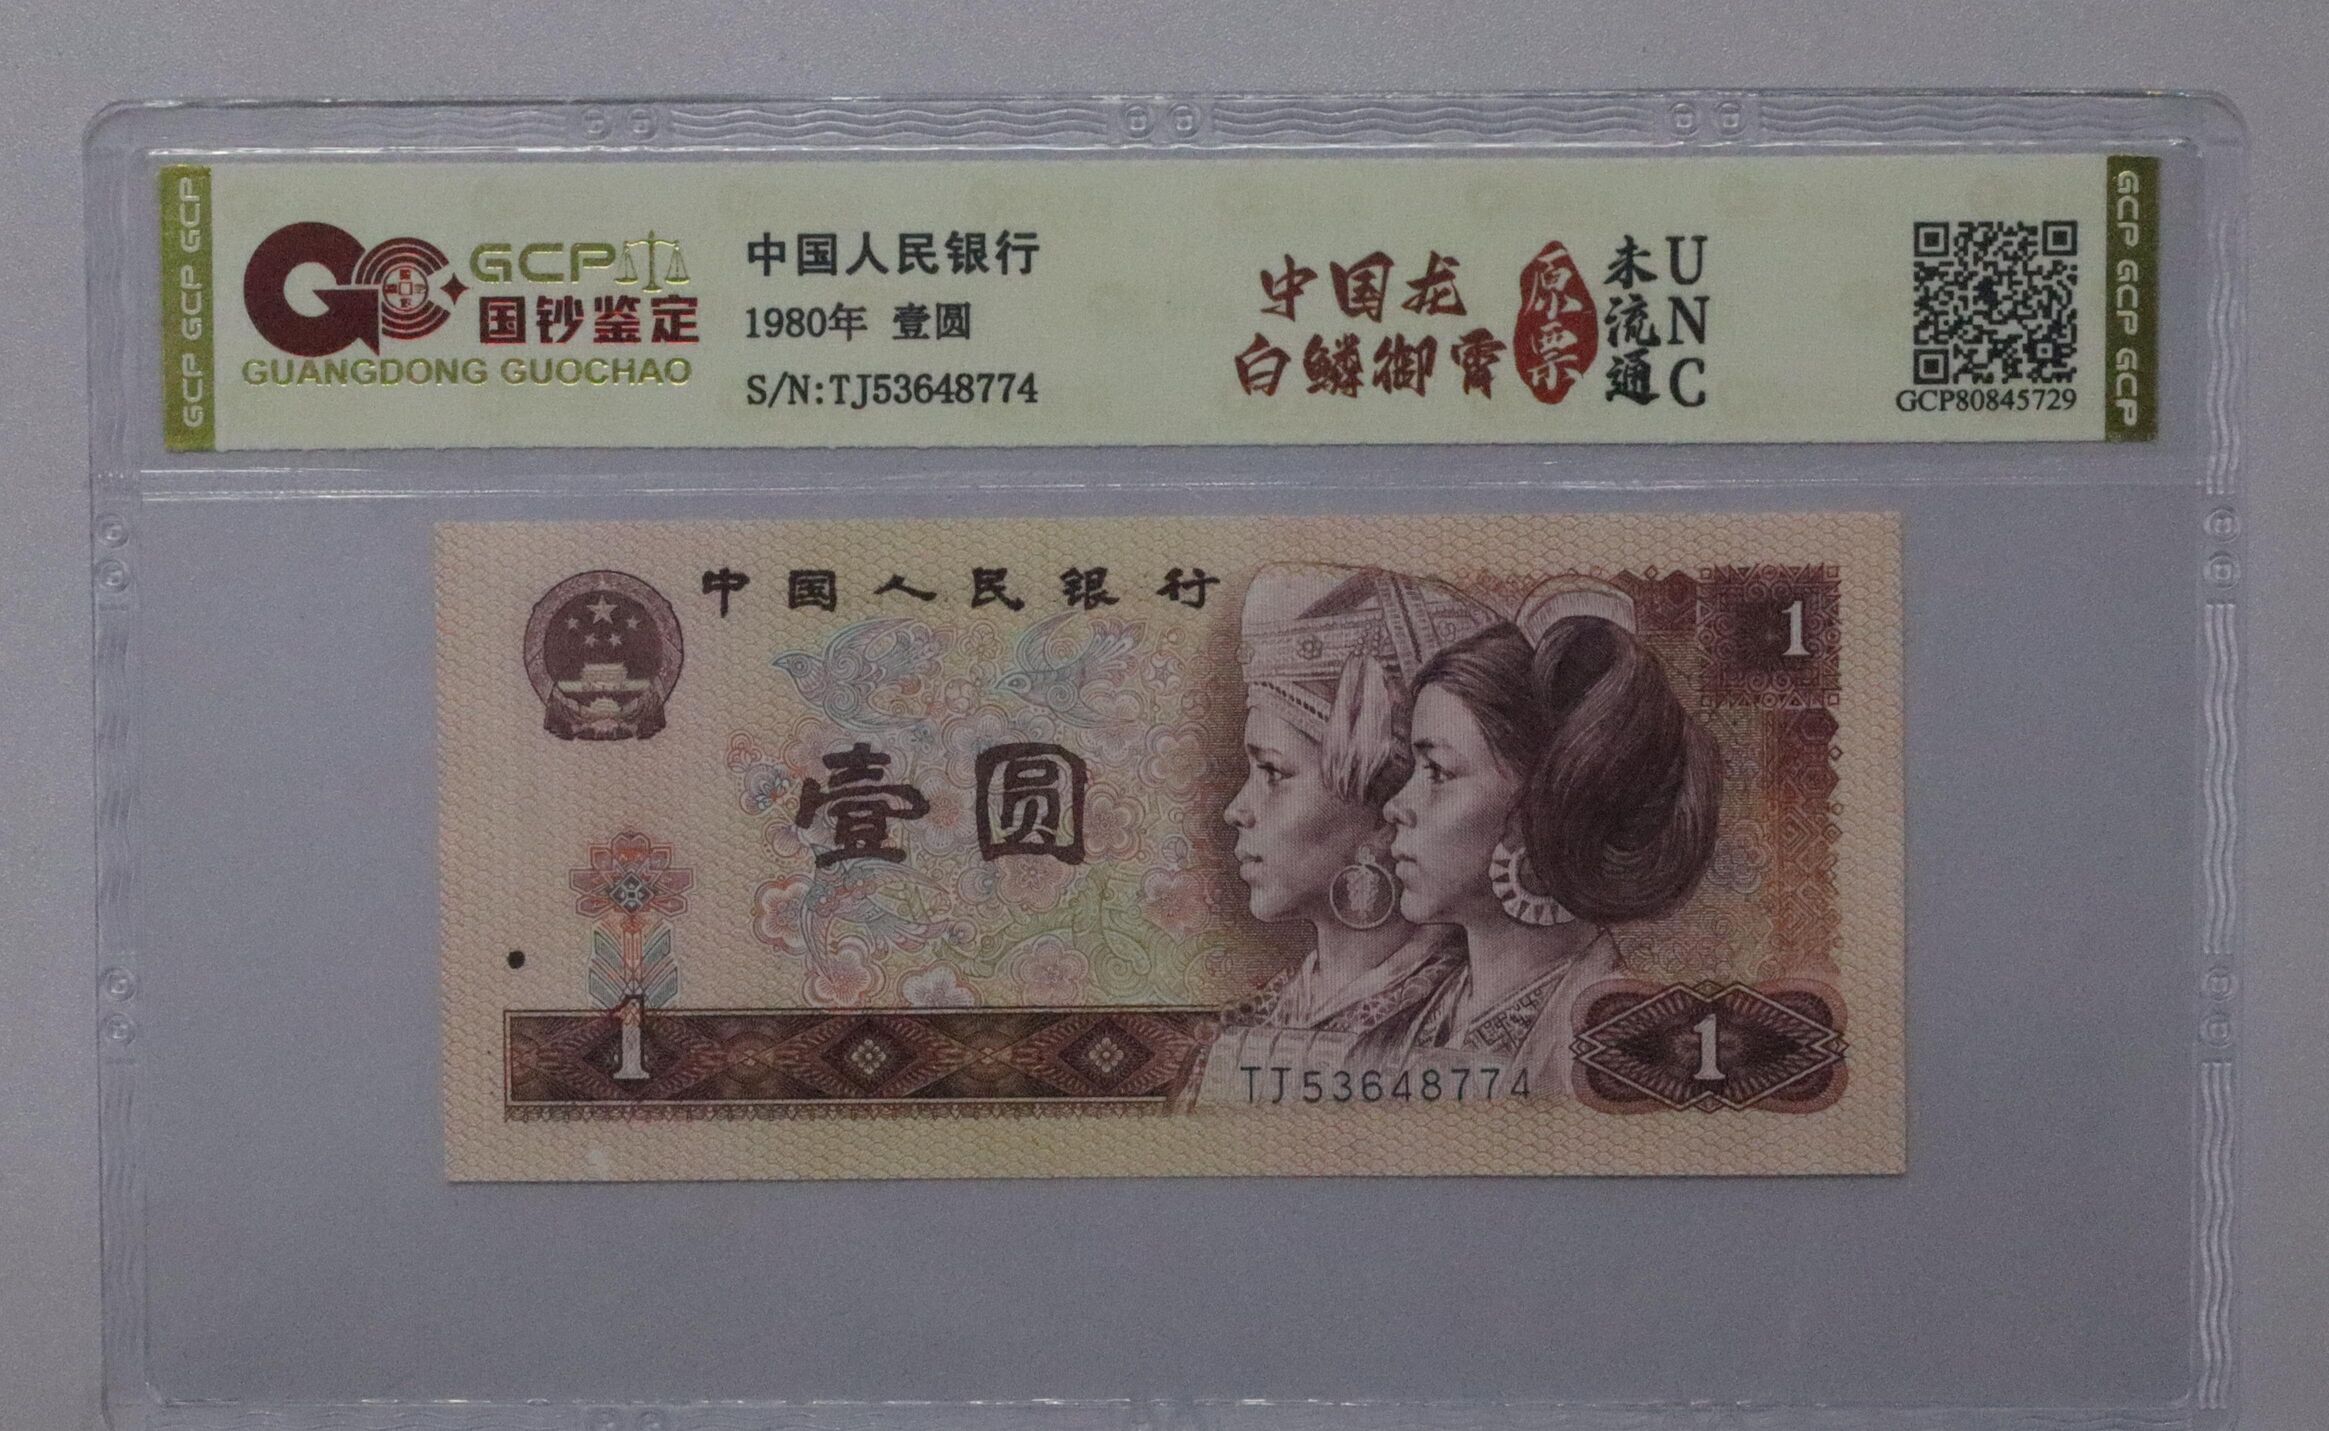 GCP GCP GCP
GCP
国钞鉴定
GUANGDONG GUOCHAO
中国人民银行
1980年 壹圆
S/N:TJ53648774
中国龙
白鳟御霄
原票
未流通
UNC
GCP80845729
GCP GCP GCP
中国人民银行
1
壹圆
1
TJ53648774
1